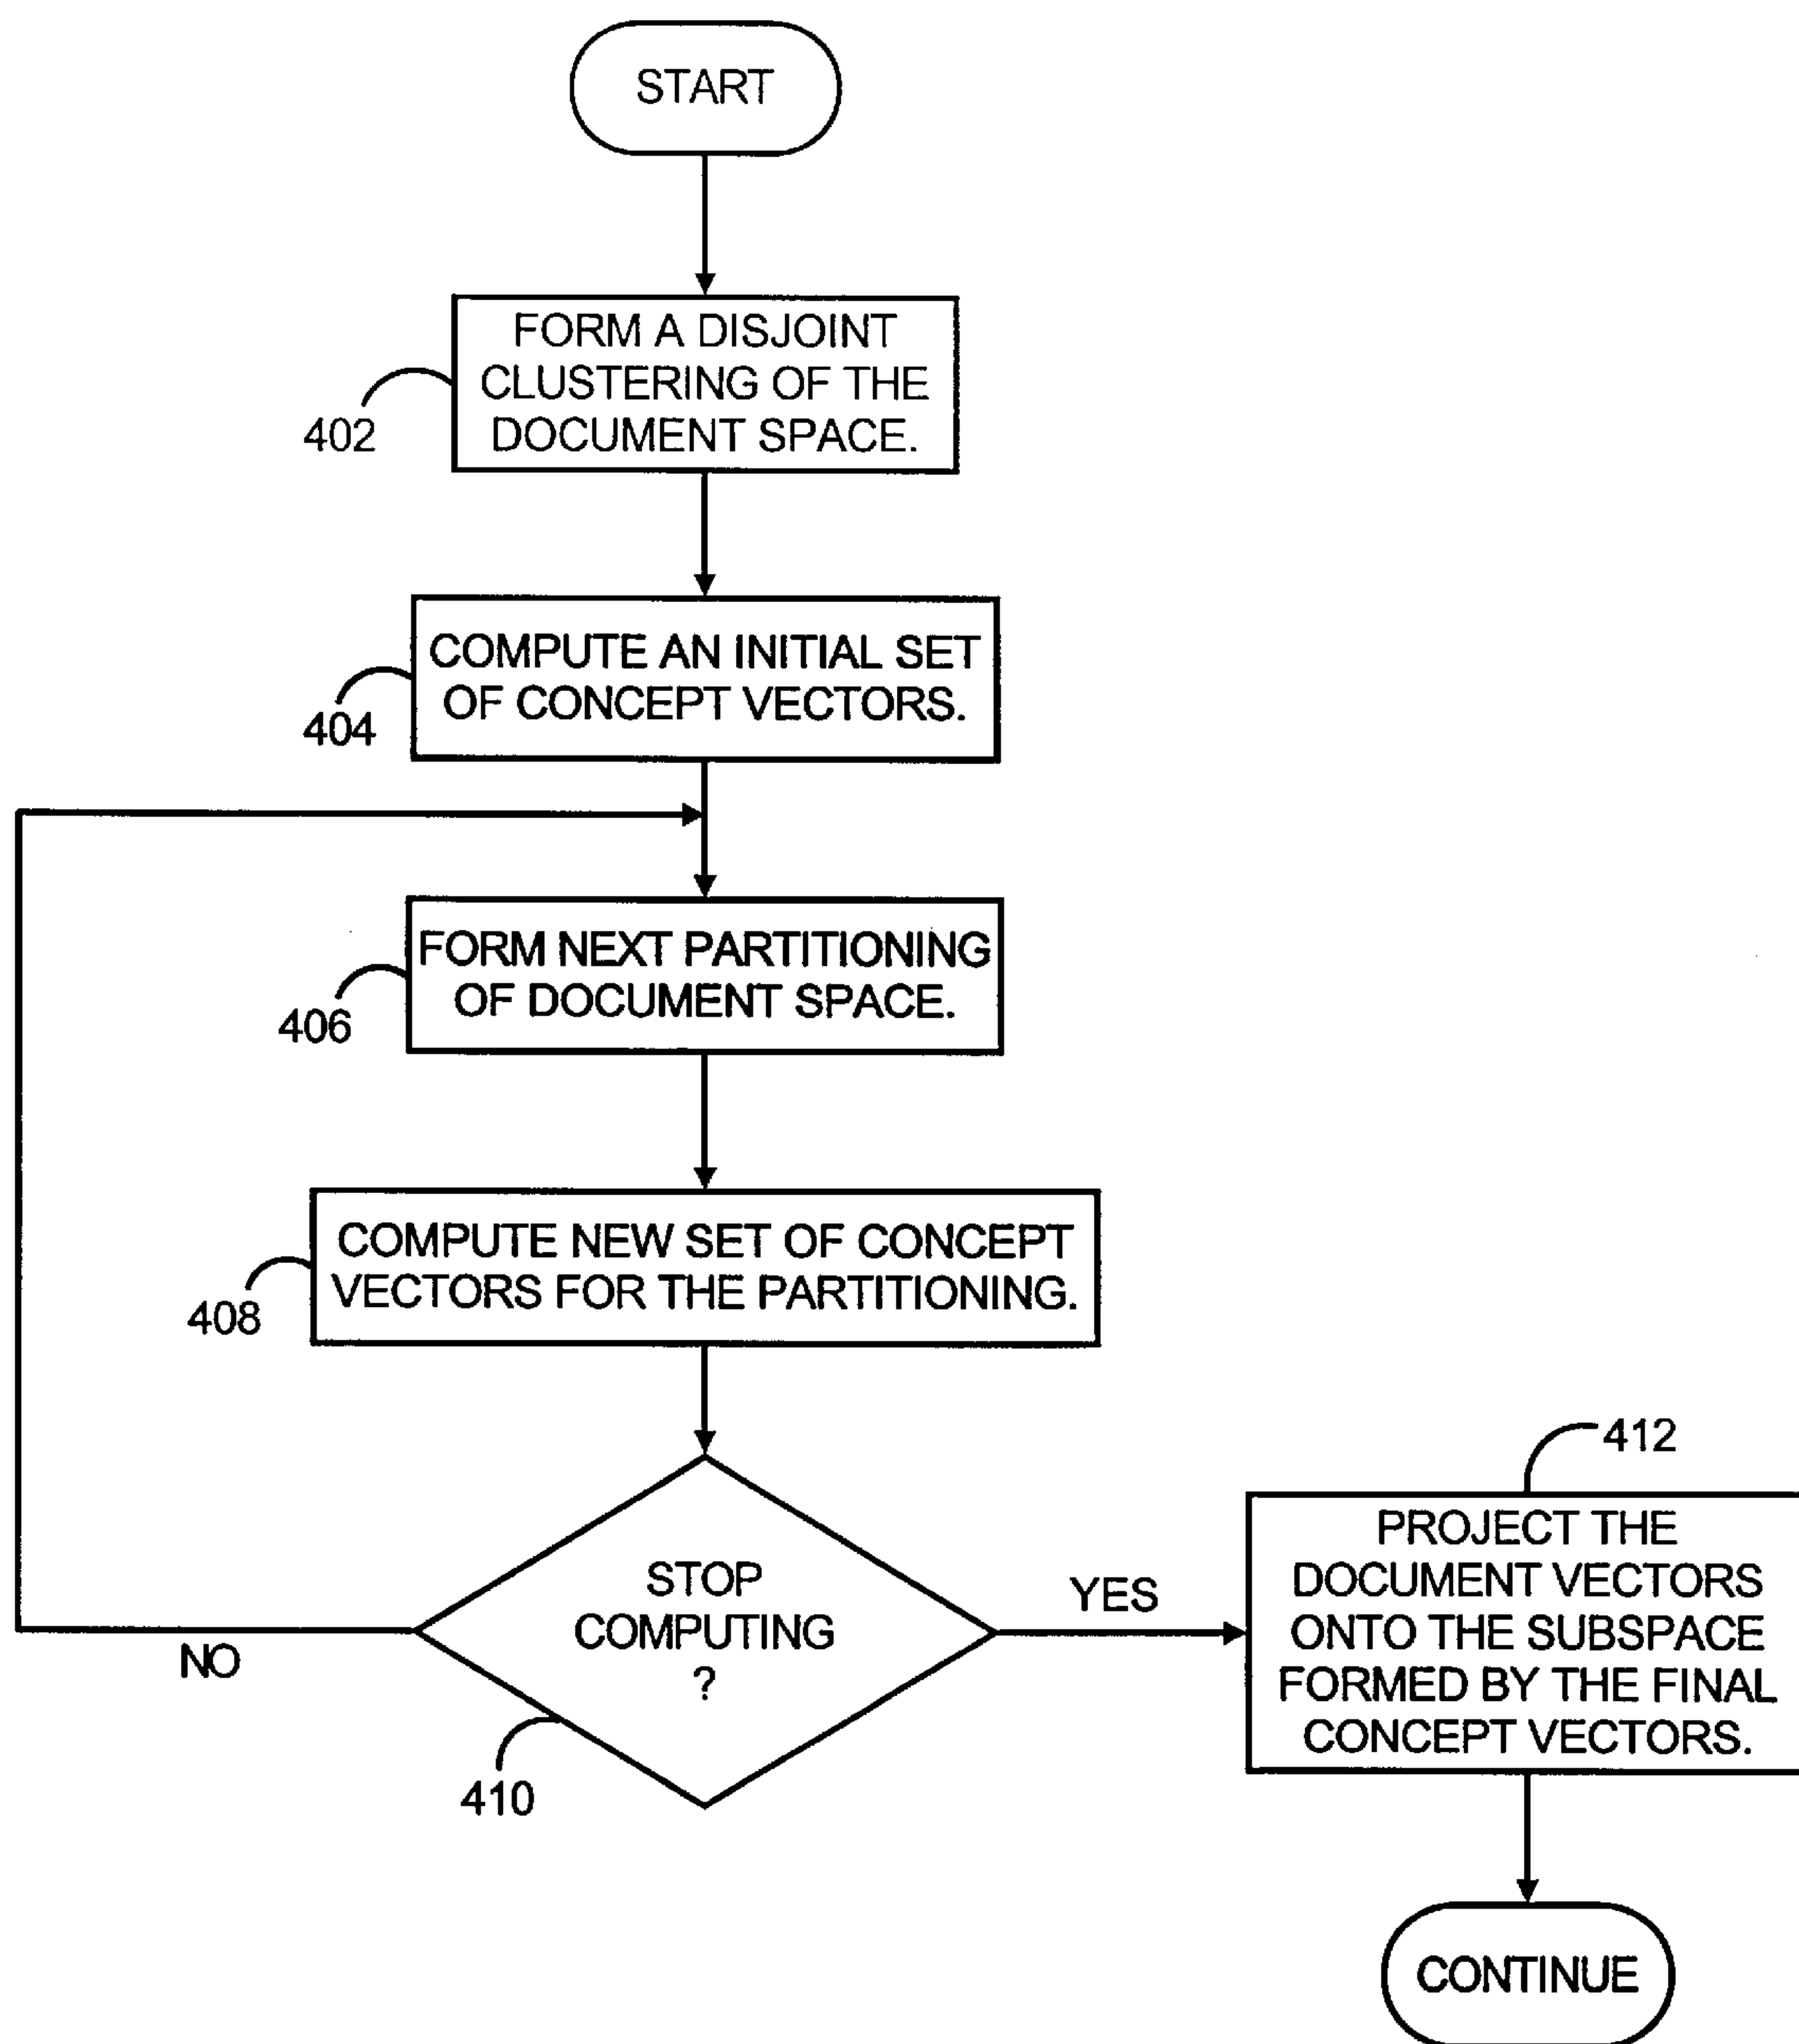 START
FORM A DISJOINT
CLUSTERING OF THE
DOCUMENT SPACE.
402
COMPUTE AN INITIAL SET
OF CONCEPT VECTORS.
404
FORM NEXT PARTITIONING
OF DOCUMENT SPACE.
406
COMPUTE NEW SET OF CONCEPT
VECTORS FOR THE PARTITIONING.
408
STOP
COMPUTING
?
410
NO
YES
412
PROJECT THE
DOCUMENT VECTORS
ONTO THE SUBSPACE
FORMED BY THE FINAL
CONCEPT VECTORS.
CONTINUE